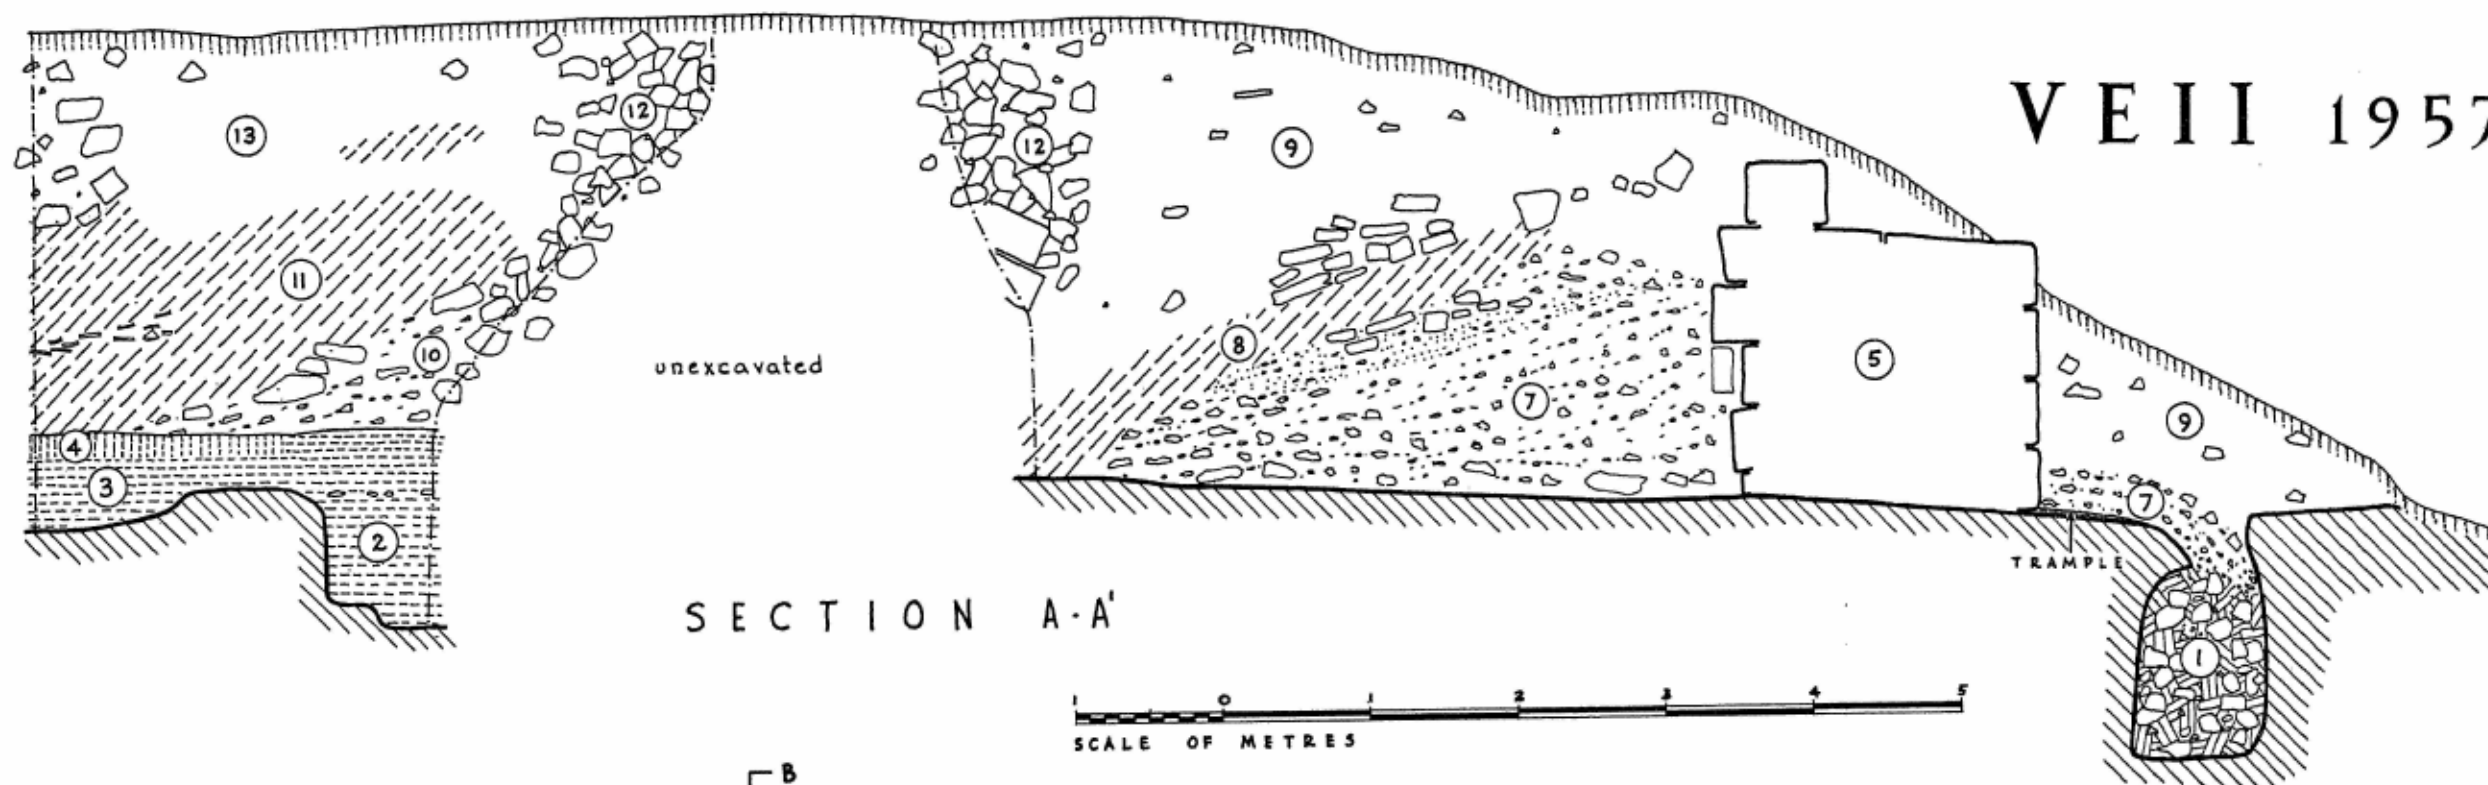 VEII 1957
13
12
12
9
11
8
10
unexcavated
5
7
4
9
3
7
2
TRAMPLE
SECTION A-A'
1
1 0 1 2 3 4 5
SCALE OF METRES
B